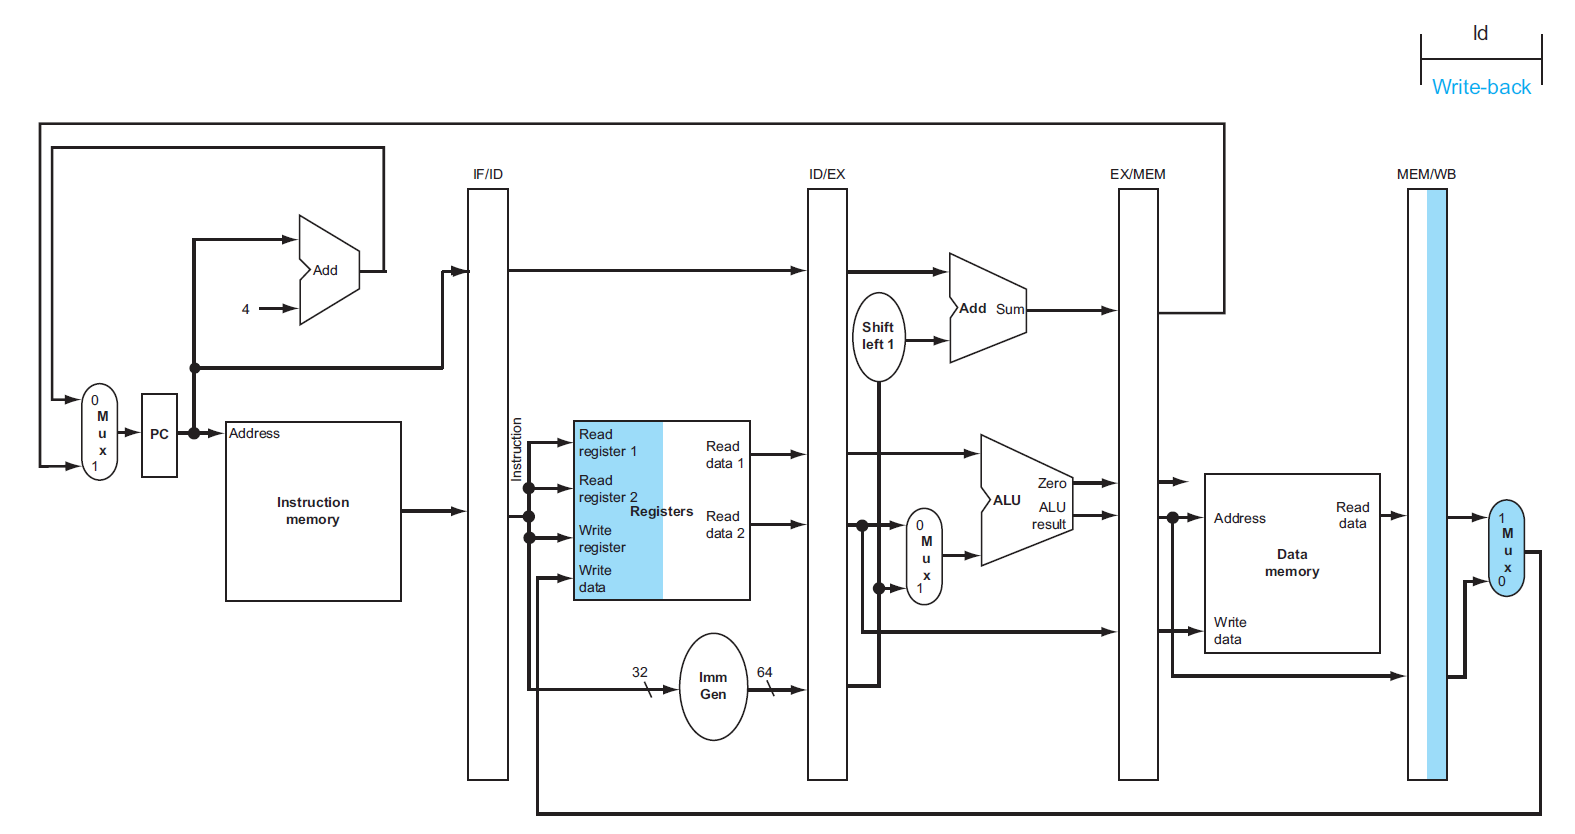 ld
Write-back
IF/ID
ID/EX
EX/MEM
MEM/WB
Add
4
Add Sum
Shift
left 1
0
M
u
x
1
PC
Address
Instruction
memory
Instruction
Read
register 1
Read
register 2
Write
register
Write
data
Registers
Read
data 1
Read
data 2
Zero
ALU
ALU
result
0
M
u
x
1
Address
Read
data
Data
memory
Write
data
1
M
u
x
0
32
Imm
Gen
64